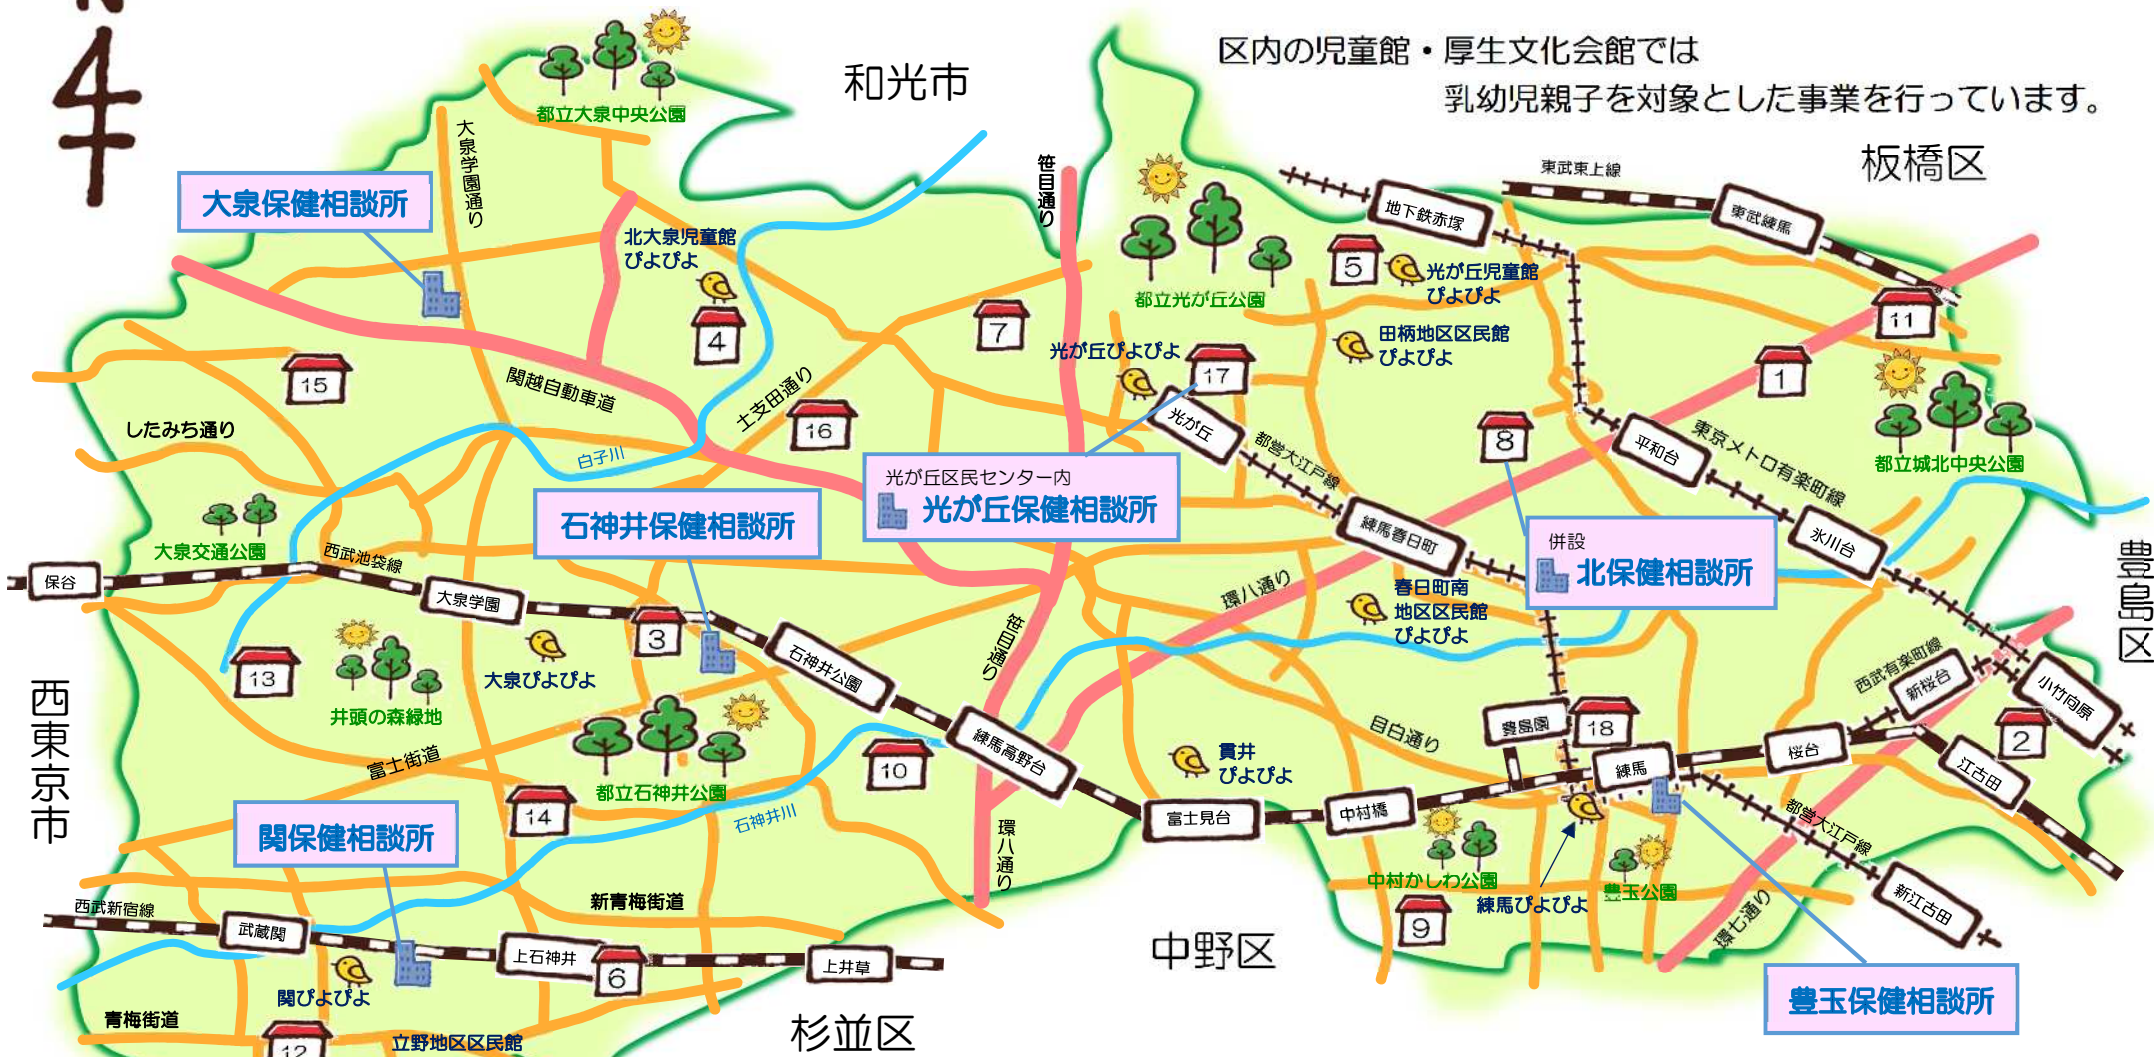 区内の児童館・厚生文化会館では
乳幼児親子を対象とした事業を行っています。
和光市
板橋区
豊島区
西東京市
中野区
杉並区
都立大泉中央公園
大泉学園通り
大泉保健相談所
北大泉児童館
ぴよぴよ
4
7
笹目通り
東武東上線
地下鉄赤塚
東武練馬
都立光が丘公園
5
光が丘児童館
ぴよぴよ
田柄地区区民館
ぴよぴよ
11
1
光が丘ぴよぴよ
17
光が丘
15
関越自動車道
土支田通り
16
したみち通り
白子川
都営大江戸線
8
平和台
東京メトロ有楽町線
都立城北中央公園
光が丘区民センター内
光が丘保健相談所
石神井保健相談所
練馬春日町
併設
北保健相談所
氷川台
大泉交通公園
西武池袋線
保谷
大泉学園
3
大泉ぴよぴよ
石神井公園
環八通り
春日町南
地区区民館
ぴよぴよ
笹目通り
13
井頭の森緑地
富士街道
都立石神井公園
10
練馬高野台
貫井
ぴよぴよ
目白通り
豊島園
18
練馬
桜台
西武有楽町線
新桜台
小竹向原
2
江古田
関保健相談所
14
石神井川
環八通り
富士見台
中村橋
中村かしわ公園
練馬ぴよぴよ
豊玉公園
都営大江戸線
新江古田
9
環七通り
豊玉保健相談所
西武新宿線
武蔵関
新青梅街道
上石神井
6
上井草
関ぴよぴよ
青梅街道
12
立野地区区民館